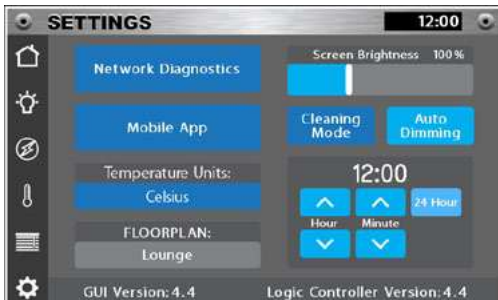 SETTINGS
12:00
Network Diagnostics
Screen Brightness 100%
Mobile App
Cleaning
Mode
Auto
Dimming
Temperature Units:
Celsius
12:00
24 Hour
Hour Minute
FLOORPLAN:
Lounge
GUI Version: 4.4
Logic Controller Version: 4.4